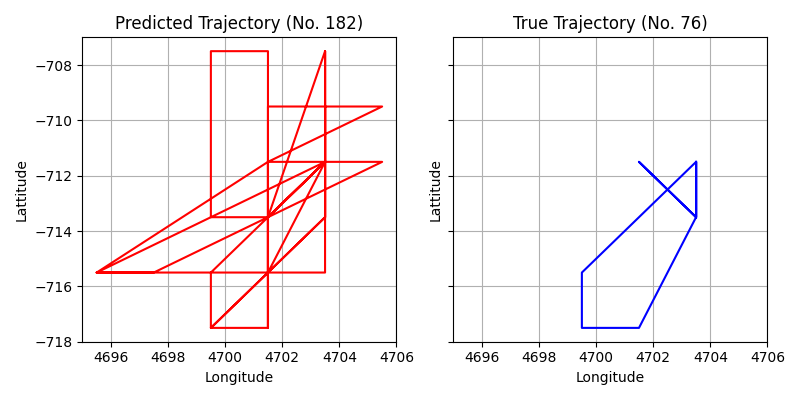 Predicted Trajectory (No. 182)
True Trajectory (No. 76)
Lattitude
−708
−710
−712
−714
−716
−718
4696 4698 4700 4702 4704 4706
Longitude
Lattitude
4696 4698 4700 4702 4704 4706
Longitude